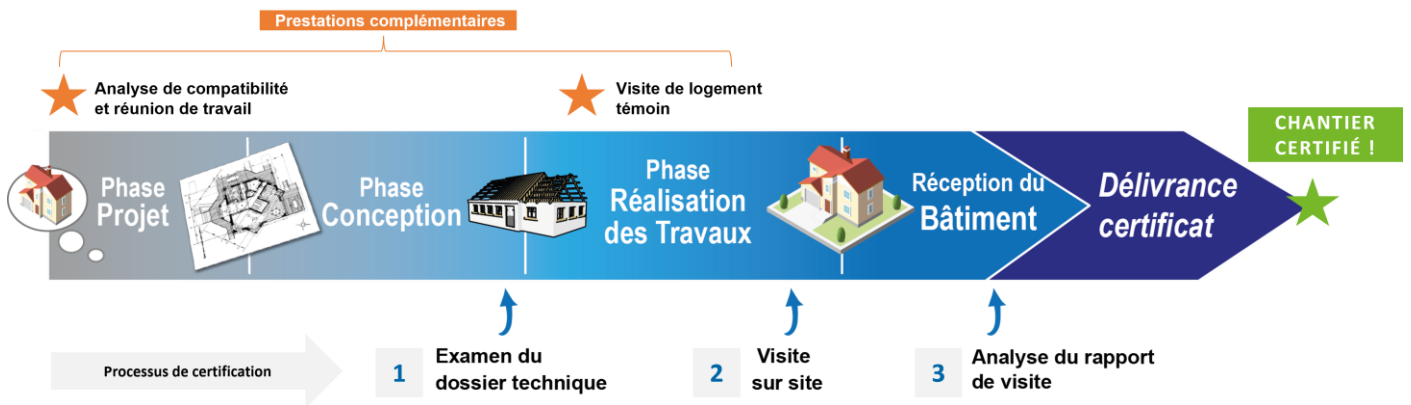 Prestations complémentaires
Analyse de compatibilité
et réunion de travail
Visite de logement
témoin
CHANTIER
CERTIFIÉ !
Phase
Projet
Phase
Conception
Phase
Réalisation
des Travaux
Réception du
Bâtiment
Délivrance
certificat
Processus de certification
1
Examen du
dossier technique
2
Visite
sur site
3
Analyse du rapport
de visite